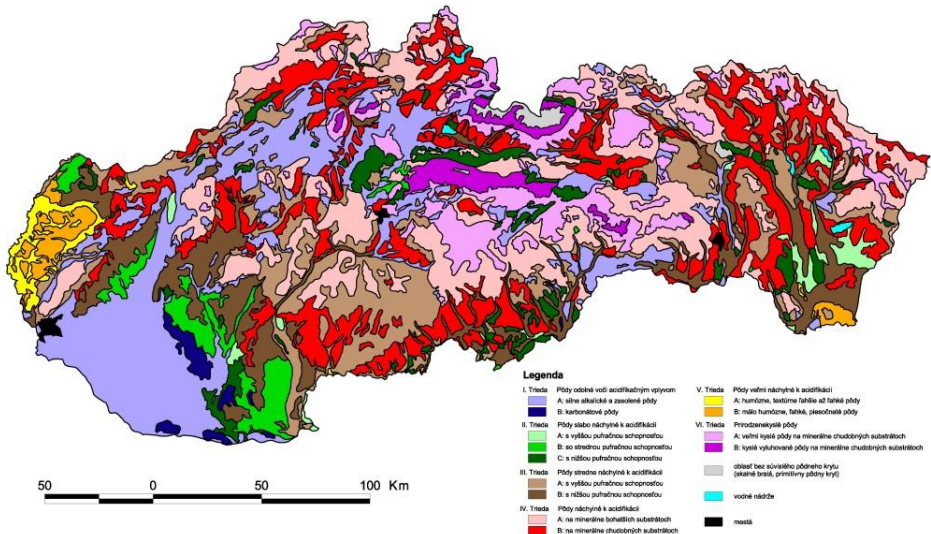 Legenda
I. Trieda Pôdy odolné voči acidifikačným vplyvom
A: silne alkalické a zasolené pôdy
B: karbonátové pôdy
II. Trieda Pôdy slabo náchylné k acidifikácii
A: s vyššou pufračnou schopnosťou
B: so strednou pufračnou schopnosťou
C: s nižšou pufračnou schopnosťou
III. Trieda Pôdy stredne náchylné k acidifikácii
A: s vyššou pufračnou schopnosťou
B: s nižšou pufračnou schopnosťou
IV. Trieda Pôdy náchylné k acidifikácii
A: na minerálne bohatších substrátoch
B: na minerálne chudobných substrátoch
V. Trieda Pôdy veľmi náchylné k acidifikácii
A: humózne, textúrne ľahšie až ľahké pôdy
B: málo humózne, ľahké, piesočnaté pôdy
VI. Trieda Prirodzenekyslé pôdy
A: veľmi kyslé pôdy na minerálne chudobných substrátoch
B: kyslé vyluhované pôdy na minerálne chudobných substrátoch
oblasť bez súvislého pôdneho krytu
(skalné bralá, primitívny pôdny kryt)
vodné nádrže
mestá
50 0 50 100 Km